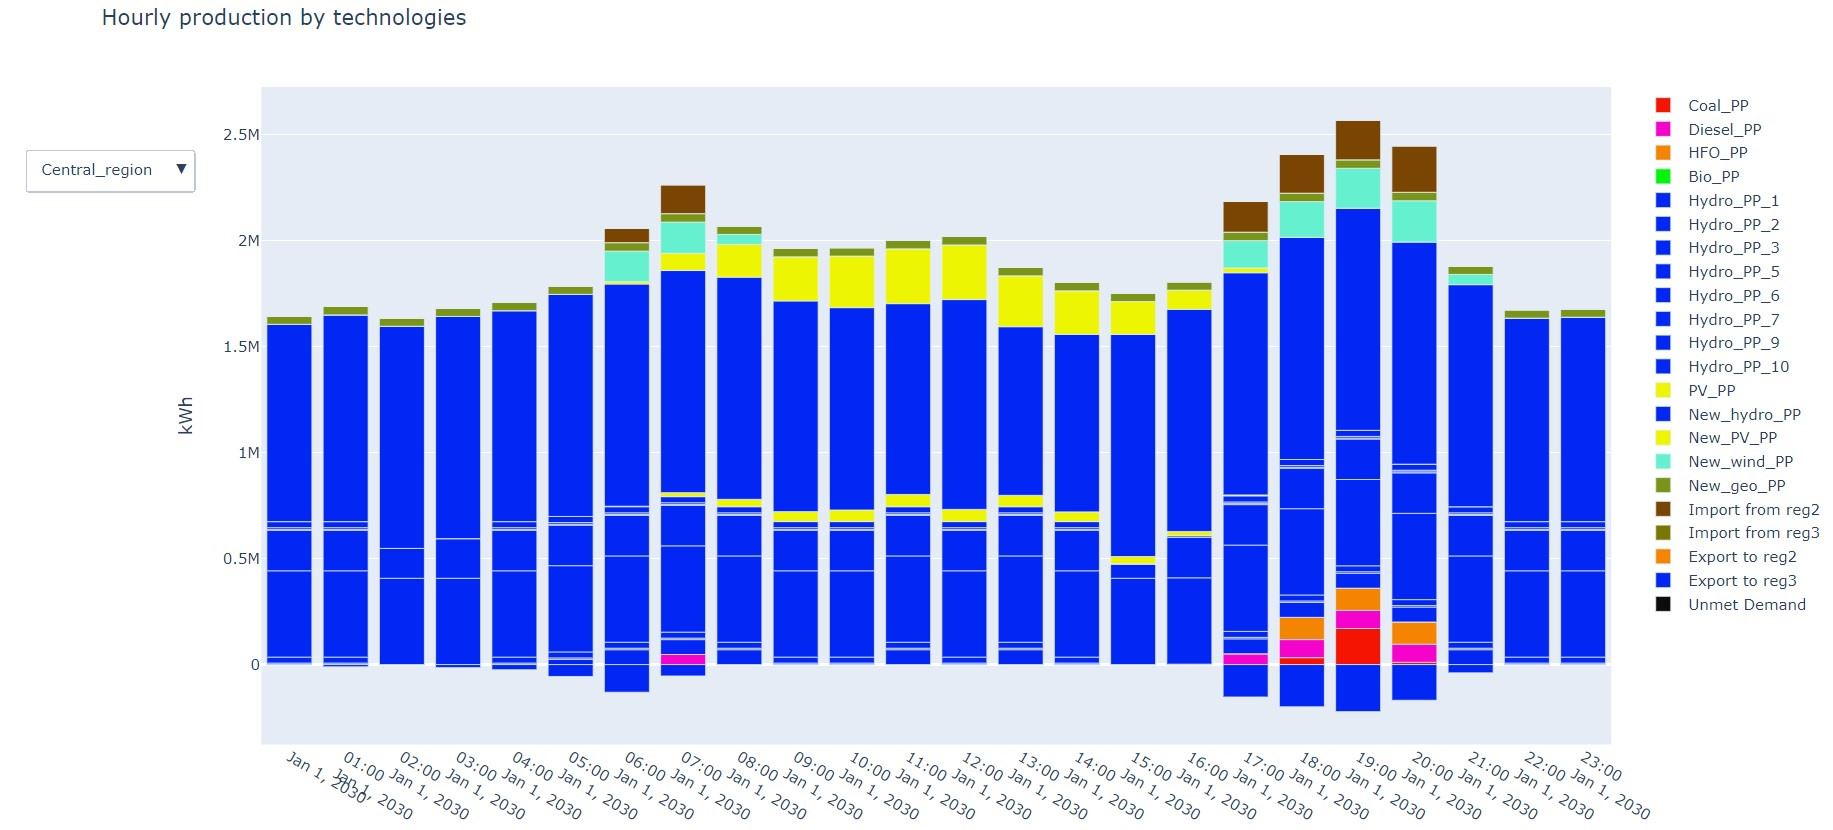 Hourly production by technologies
Central_region
kWh
2.5M
2M
1.5M
1M
0.5M
0
Jan 1, 2030
01:00
Jan 1, 2030
02:00
Jan 1, 2030
03:00
Jan 1, 2030
04:00
Jan 1, 2030
05:00
Jan 1, 2030
06:00
Jan 1, 2030
07:00
Jan 1, 2030
08:00
Jan 1, 2030
09:00
Jan 1, 2030
10:00
Jan 1, 2030
11:00
Jan 1, 2030
12:00
Jan 1, 2030
13:00
Jan 1, 2030
14:00
Jan 1, 2030
15:00
Jan 1, 2030
16:00
Jan 1, 2030
17:00
Jan 1, 2030
18:00
Jan 1, 2030
19:00
Jan 1, 2030
20:00
Jan 1, 2030
21:00
Jan 1, 2030
22:00
Jan 1, 2030
23:00
Jan 1, 2030
Coal_PP
Diesel_PP
HFO_PP
Bio_PP
Hydro_PP_1
Hydro_PP_2
Hydro_PP_3
Hydro_PP_5
Hydro_PP_6
Hydro_PP_7
Hydro_PP_9
Hydro_PP_10
PV_PP
New_hydro_PP
New_PV_PP
New_wind_PP
New_geo_PP
Import from reg2
Import from reg3
Export to reg2
Export to reg3
Unmet Demand